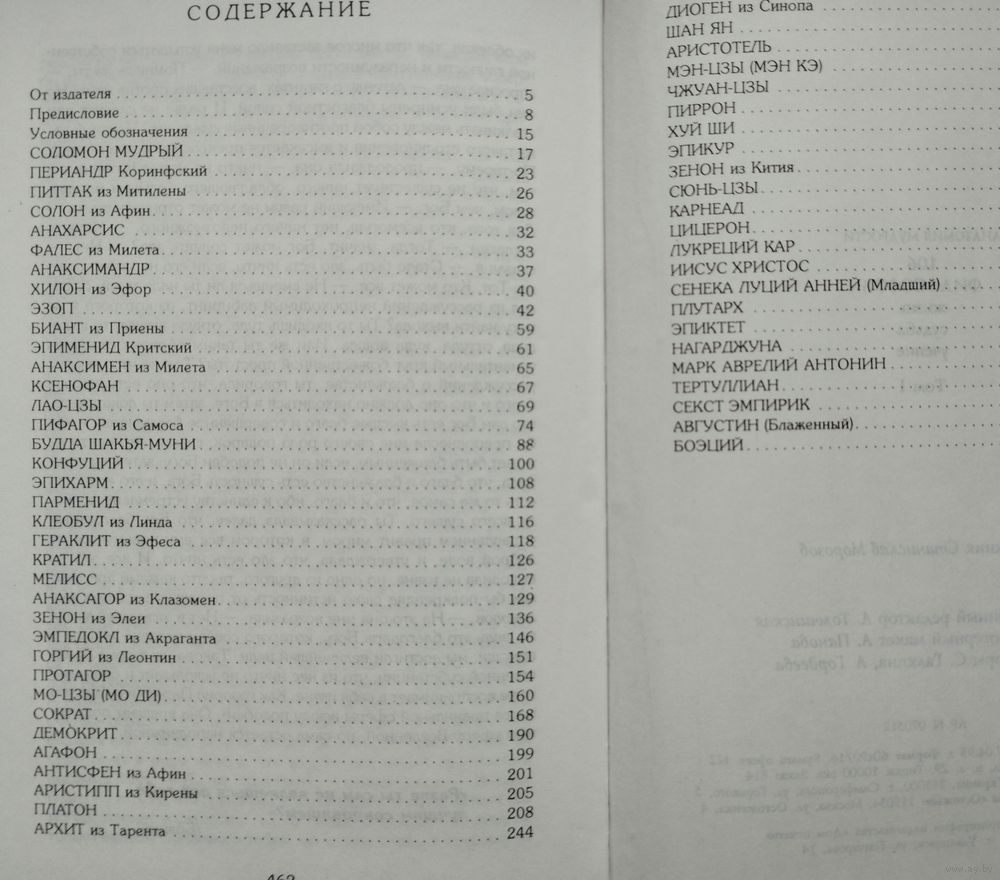 СОДЕРЖАНИЕ
От издателя . . . . . . . . . . 5
Предисловие . . . . . . . . . . 8
Условные обозначения . . . . . . . . . . 15
СОЛОМОН МУДРЫЙ . . . . . . . . . . 17
ПЕРИАНДР Коринфский . . . . . . . . . . 23
ПИТТАК из Митилены . . . . . . . . . . 26
СОЛОН из Афин . . . . . . . . . . 28
АНАХАРСИС . . . . . . . . . . 32
ФАЛЕС из Милета . . . . . . . . . . 33
АНАКСИМАНДР . . . . . . . . . . 37
ХИЛОН из Эфор . . . . . . . . . . 40
ЭЗОП . . . . . . . . . . 42
БИАНТ из Приены . . . . . . . . . . 59
ЭПИМЕНИД Критский . . . . . . . . . . 61
АНАКСИМЕН из Милета . . . . . . . . . . 65
КСЕНОФАН . . . . . . . . . . 67
ЛАО-ЦЗЫ . . . . . . . . . . 69
ПИФАГОР из Самоса . . . . . . . . . . 74
БУДДА ШАКЬЯ-МУНИ . . . . . . . . . . 88
КОНФУЦИЙ . . . . . . . . . . 100
ЭПИХАРМ . . . . . . . . . . 108
ПАРМЕНИД . . . . . . . . . . 112
КЛЕОБУЛ из Линда . . . . . . . . . . 116
ГЕРАКЛИТ из Эфеса . . . . . . . . . . 118
КРАТИЛ . . . . . . . . . . 126
МЕЛИСС . . . . . . . . . . 127
АНАКСАГОР из Клазомен . . . . . . . . . . 129
ЗЕНОН из Элеи . . . . . . . . . . 136
ЭМПЕДОКЛ из Акраганта . . . . . . . . . . 146
ГОРГИЙ из Леонтин . . . . . . . . . . 151
ПРОТАГОР . . . . . . . . . . 154
МО-ЦЗЫ (МО ДИ) . . . . . . . . . . 160
СОКРАТ . . . . . . . . . . 168
ДЕМОКРИТ . . . . . . . . . . 190
АГАФОН . . . . . . . . . . 199
АНТИСФЕН из Афин . . . . . . . . . . 201
АРИСТИПП из Кирены . . . . . . . . . . 205
ПЛАТОН . . . . . . . . . . 208
АРХИТ из Тарента . . . . . . . . . . 244
ДИОГЕН из Синопа . . . . . . . . . .
ШАН ЯН . . . . . . . . . .
АРИСТОТЕЛЬ . . . . . . . . . .
МЭН-ЦЗЫ (МЭН КЭ) . . . . . . . . . .
ЧЖУАН-ЦЗЫ . . . . . . . . . .
ПИРРОН . . . . . . . . . .
ХУЙ ШИ . . . . . . . . . .
ЭПИКУР . . . . . . . . . .
ЗЕНОН из Кития . . . . . . . . . .
СЮНЬ-ЦЗЫ . . . . . . . . . .
КАРНЕАД . . . . . . . . . .
ЦИЦЕРОН . . . . . . . . . .
ЛУКРЕЦИЙ КАР . . . . . . . . . .
ИИСУС ХРИСТОС . . . . . . . . . .
СЕНЕКА ЛУЦИЙ АННЕЙ (Младший) . . . . . . . . . .
ПЛУТАРХ . . . . . . . . . .
ЭПИКТЕТ . . . . . . . . . .
НАГАРДЖУНА . . . . . . . . . .
МАРК АВРЕЛИЙ АНТОНИН . . . . . . . . . .
ТЕРТУЛЛИАН . . . . . . . . . .
СЕКСТ ЭМПИРИК . . . . . . . . . .
АВГУСТИН (Блаженный) . . . . . . . . . .
БОЭЦИЙ . . . . . . . . . .